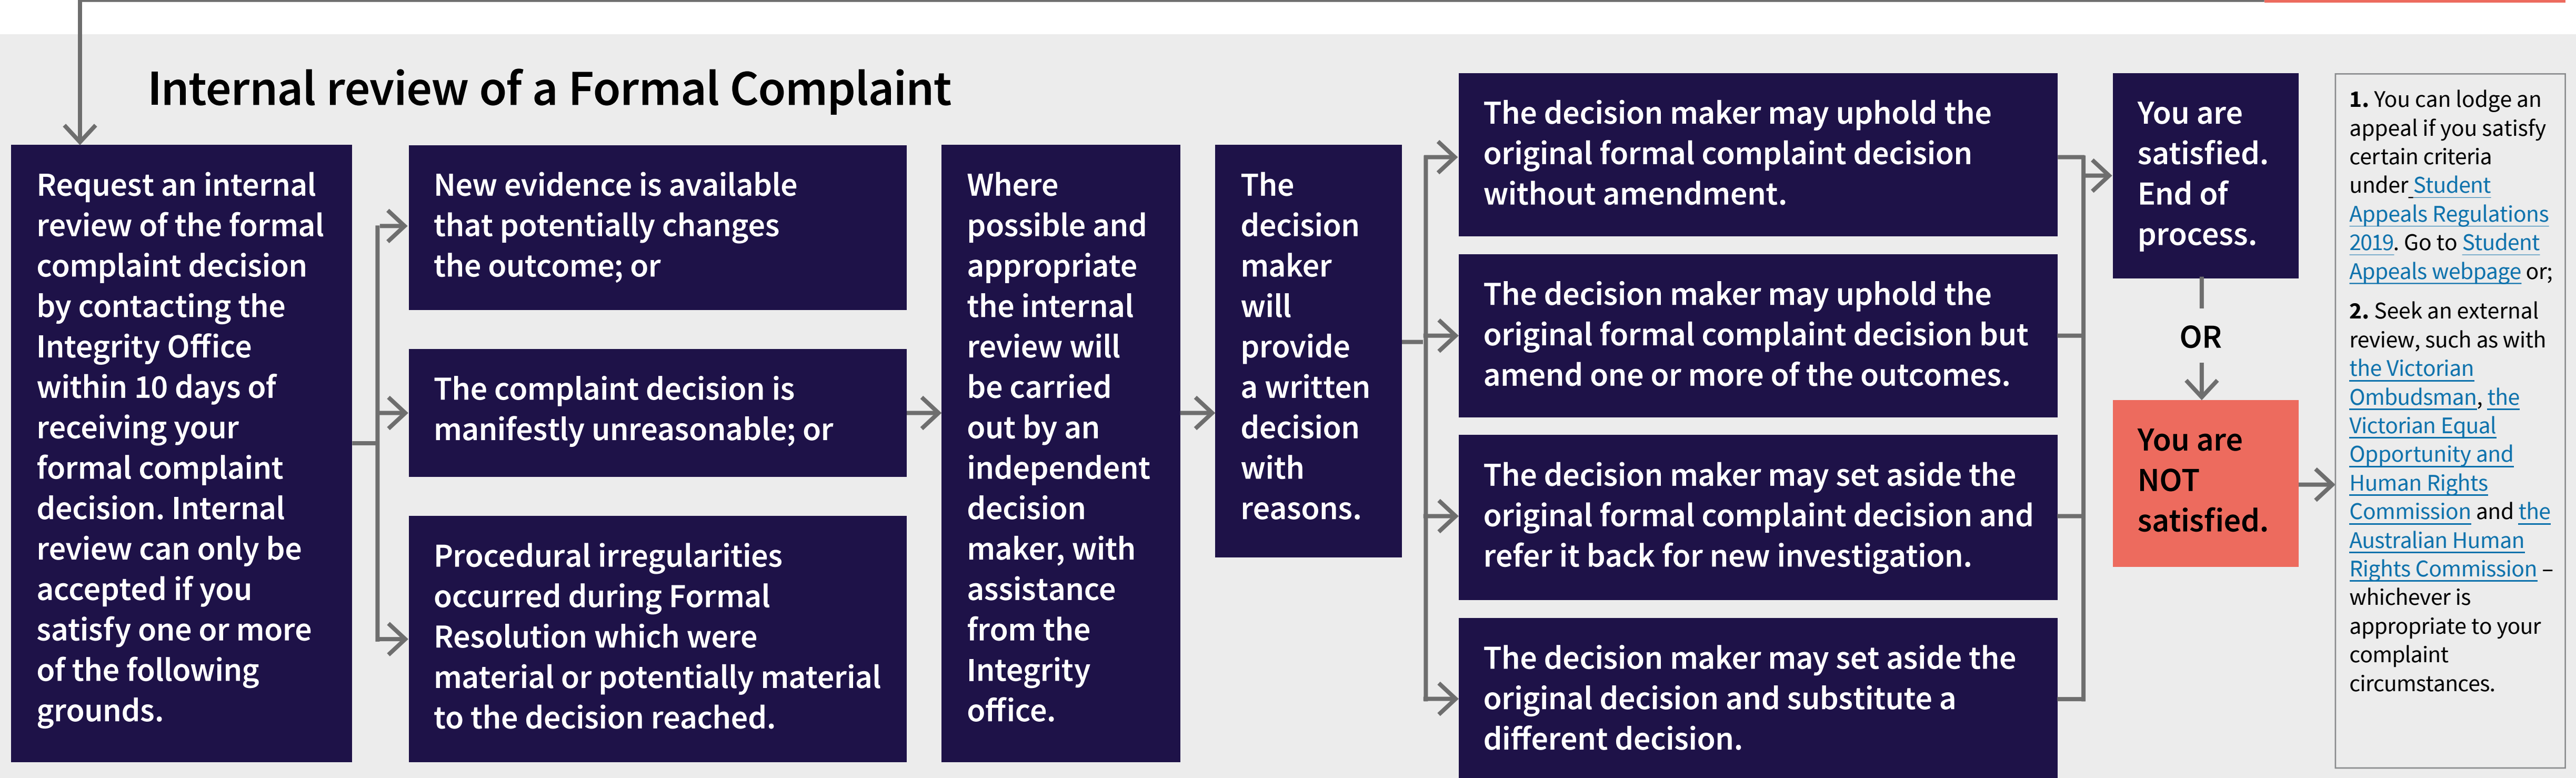 Internal review of a Formal Complaint
Request an internal
review of the formal
complaint decision
by contacting the
Integrity Office
within 10 days of
receiving your
formal complaint
decision. Internal
review can only be
accepted if you
satisfy one or more
of the following
grounds.
New evidence is available
that potentially changes
the outcome; or
The complaint decision is
manifestly unreasonable; or
Procedural irregularities
occurred during Formal
Resolution which were
material or potentially material
to the decision reached.
Where
possible and
appropriate
the internal
review will
be carried
out by an
independent
decision
maker, with
assistance
from the
Integrity
office.
The
decision
maker
will
provide
a written
decision
with
reasons.
The decision maker may uphold the
original formal complaint decision
without amendment.
The decision maker may uphold the
original formal complaint decision but
amend one or more of the outcomes.
The decision maker may set aside the
original formal complaint decision and
refer it back for new investigation.
The decision maker may set aside the
original decision and substitute a
different decision.
You are
satisfied.
End of
process.
OR
You are
NOT
satisfied.
1. You can lodge an
appeal if you satisfy
certain criteria
under Student
Appeals Regulations
2019. Go to Student
Appeals webpage or;
2. Seek an external
review, such as with
the Victorian
Ombudsman, the
Victorian Equal
Opportunity and
Human Rights
Commission and the
Australian Human
Rights Commission –
whichever is
appropriate to your
complaint
circumstances.